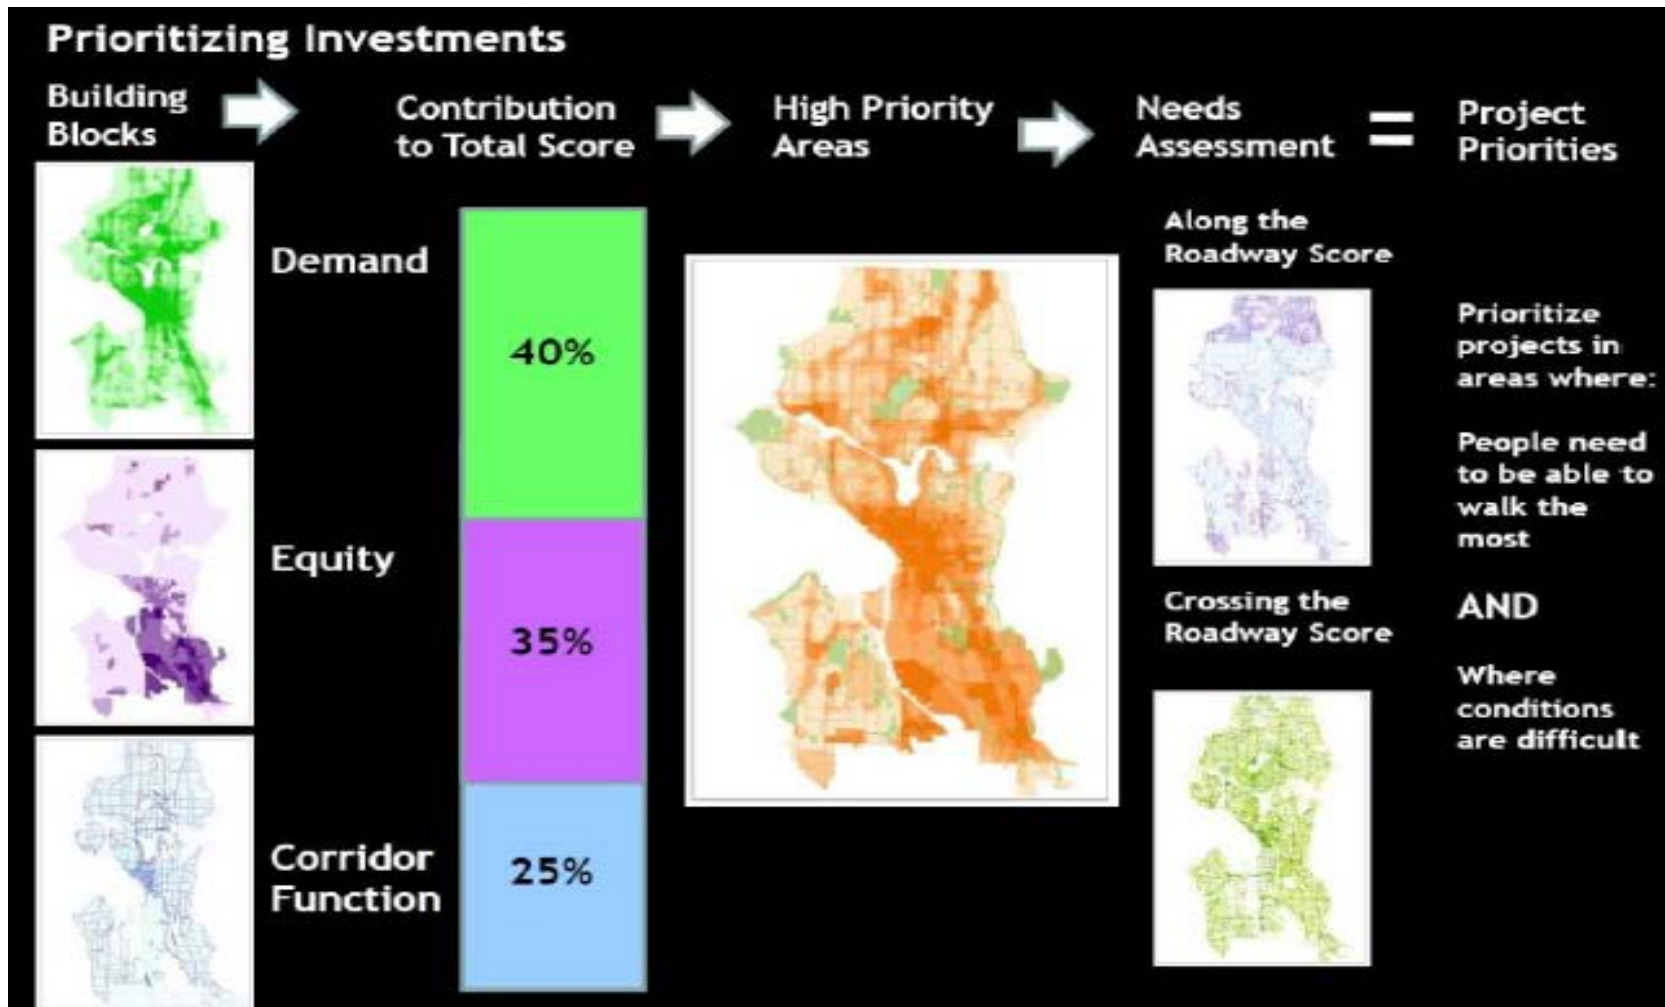 Prioritizing Investments
Building
Blocks
Contribution
to Total Score
High Priority
Areas
Needs
Assessment
=
Project
Priorities
Demand
40%
Equity
35%
Corridor
Function
25%
Along the
Roadway Score
Crossing the
Roadway Score
Prioritize
projects in
areas where:
People need
to be able to
walk the
most
AND
Where
conditions
are difficult